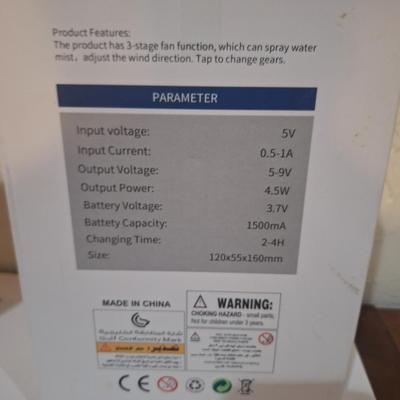 Product Features:
The product has 3-stage fan function, which can spray water
mist, adjust the wind direction. Tap to change gears.
PARAMETER
Input voltage: 5V
Input Current: 0.5-1A
Output Voltage: 5-9V
Output Power: 4.5W
Battery Voltage: 3.7V
Battety Capacity: 1500mA
Changing Time: 2-4H
Size: 120x55x160mm
MADE IN CHINA
Gulf Conformity Mark
WARNING:
CHOKING HAZARD - small parts,
Not for children under 3 years.
CE